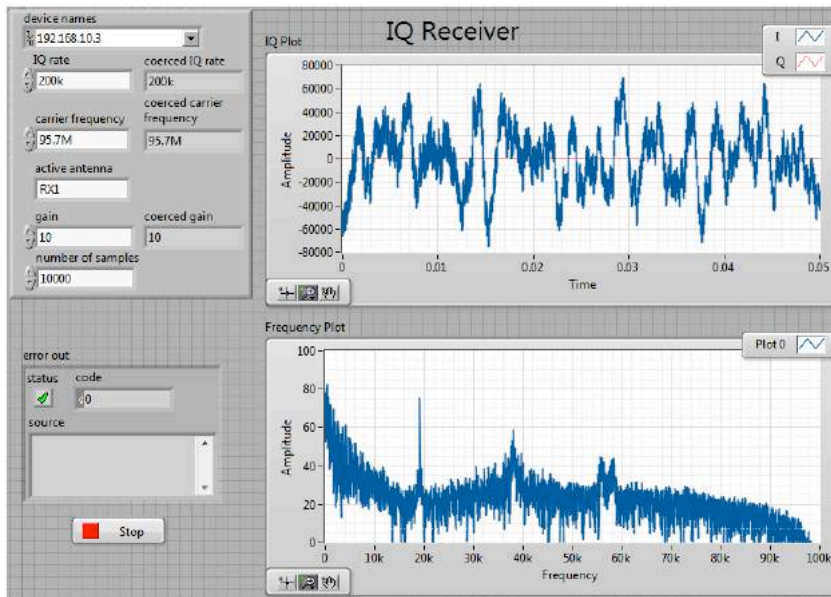 IQ Receiver
device names
192.168.10.3
IQ rate
200k
coerced IQ rate
200k
carrier frequency
95.7M
coerced carrier
frequency
95.7M
active antenna
RX1
gain
10
coerced gain
10
number of samples
10000
error out
status
code
0
source
Stop
IQ Plot
I
Q
Amplitude
80000
60000
40000
20000
0
-20000
-40000
-60000
-80000
0
0.01
0.02
0.03
0.04
0.05
Time
Frequency Plot
Plot 0
Amplitude
100
80
60
40
20
0
0
10k
20k
30k
40k
50k
60k
70k
80k
90k
100k
Frequency